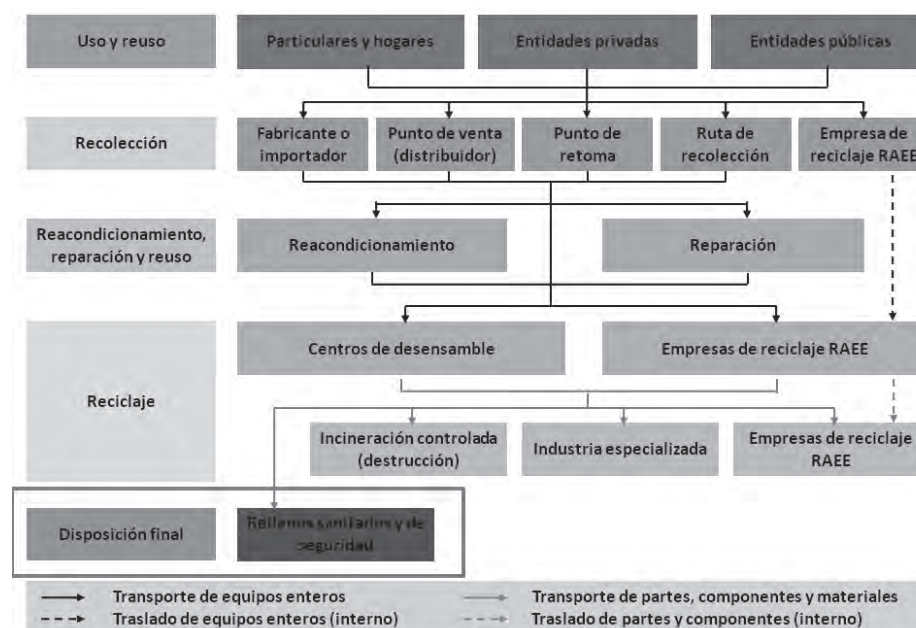 Uso y reuso
Particulares y hogares
Entidades privadas
Entidades públicas
Recolección
Fabricante o
importador
Punto de venta
(distribuidor)
Punto de
retoma
Ruta de
recolección
Empresa de
reciclaje RAEE
Reacondicionamiento,
reparación y reuso
Reacondicionamiento
Reparación
Reciclaje
Centros de desensamble
Empresas de reciclaje RAEE
Incineración controlada
(destrucción)
Industria especializada
Empresas de reciclaje
RAEE
Disposición final
Rellenos sanitarios y de
seguridad
Transporte de equipos enteros
Traslado de equipos enteros (interno)
Transporte de partes, componentes y materiales
Traslado de partes y componentes (interno)